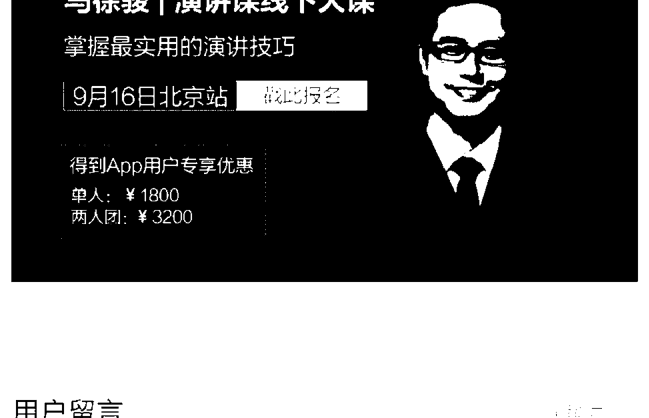 马徐骏 | 演讲课线下大课
掌握最实用的演讲技巧
9月16日北京站 戳此报名
得到App用户专享优惠
单人：¥1800
两人团：¥3200
用户留言